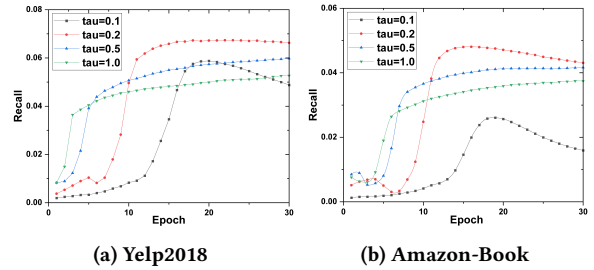 0.08
0.06
0.04
0.02
0.00
Recall
tau=0.1
tau=0.2
tau=0.5
tau=1.0
0
10
20
30
Epoch
(a) Yelp2018
0.06
0.04
0.02
0.00
Recall
tau=0.1
tau=0.2
tau=0.5
tau=1.0
0
10
20
30
Epoch
(b) Amazon-Book